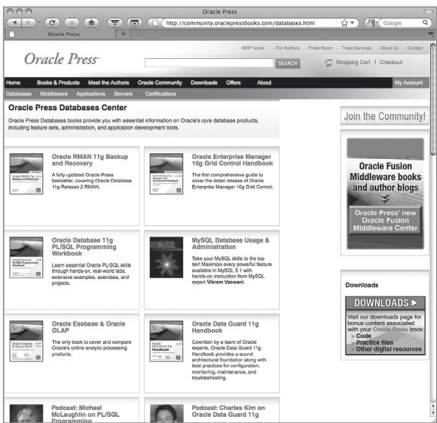 Oracle Press
http://community.oraclepressbooks.com/databases.html
Google
Oracle Press
MHP home For Authors Press Room Trade Services About Us Contact
Oracle Press
SEARCH
Shopping Cart | Checkout
Home Books & Products Meet the Authors Oracle Community Downloads Offers About My Account
Databases Middleware Applications Servers Certifications
Oracle Press Databases Center
Oracle Press Databases books provide you with essential information on Oracle's core database products,
including feature sets, administration, and application development tools.
Oracle RMAN 11g Backup
and Recovery
A fully updated Oracle Press
bestseller, covering Oracle Database
11g Release 2 RMAN.
Oracle Enterprise Manager
10g Grid Control Handbook
The first comprehensive guide to
cover the latest release of Oracle
Enterprise Manager 10g Grid Control.
Oracle Database 11g
PL/SQL Programming
Workbook
Learn essential Oracle PL/SQL skills
through hands-on, real-world labs,
extensive examples, exercises, and
projects.
MySQL
MySQL Database Usage &
Administration
Take your MySQL skills to the top
tier! Maximize every powerful feature
available in MySQL 5.1 with
hands-on instruction from MySQL
expert Vikram Vaswani.
Oracle Essbase & Oracle
OLAP
The only book to cover and compare
Oracle's online analytic processing
products.
Oracle Data Guard 11g
Handbook
Cowritten by a team of Oracle
experts, Oracle Data Guard 11g
Handbook provides a sound
architectural foundation along with
best practices for configuration,
monitoring, maintenance, and
troubleshooting.
Podcast: Michael
McLaughlin on PL/SQL
Programming
Podcast: Charles Kim on
Oracle Data Guard 11g
Join the Community!
Oracle Fusion
Middleware books
and author blogs
Oracle Press' new
Oracle Fusion
Middleware Center
Downloads
DOWNLOADS
Visit our downloads page for
bonus content associated
with your Oracle Press book:
> Code
> Practice files
> Other digital resources